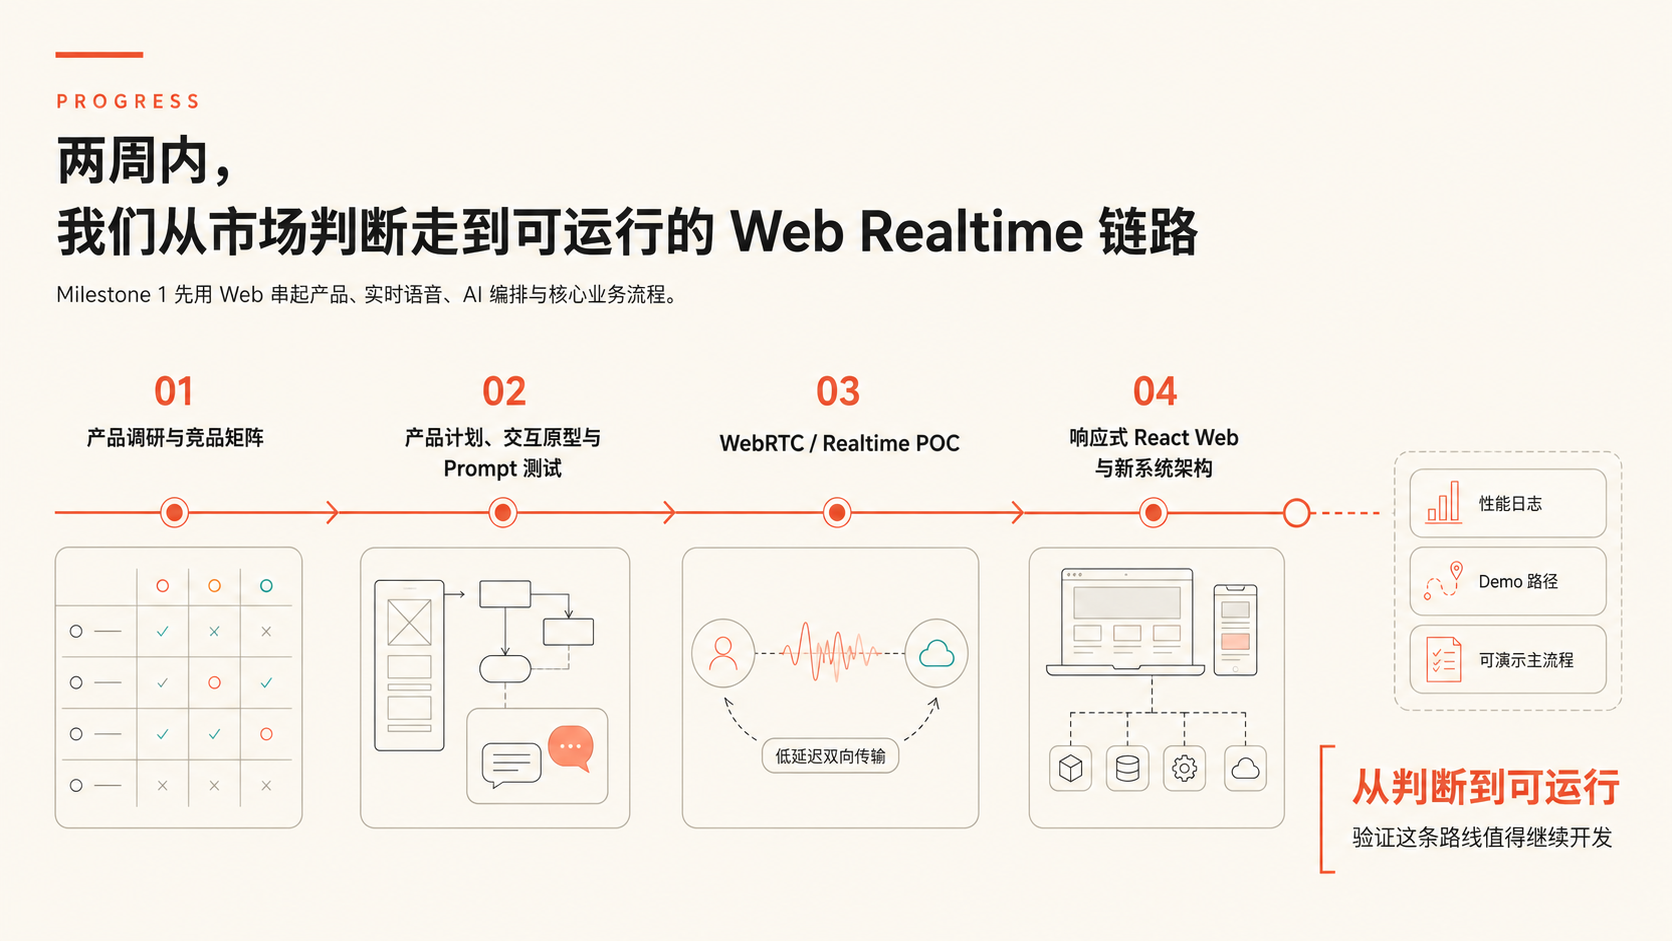 PROGRESS
两周内，
我们从市场判断走到可运行的 Web Realtime 链路
Milestone 1 先用 Web 串起产品、实时语音、AI 编排与核心业务流程。
01
产品调研与竞品矩阵
02
产品计划、交互原型与
Prompt 测试
03
WebRTC / Realtime POC
04
响应式 React Web
与新系统架构
低延迟双向传输
性能日志
Demo 路径
可演示主流程
从判断到可运行
验证这条路线值得继续开发